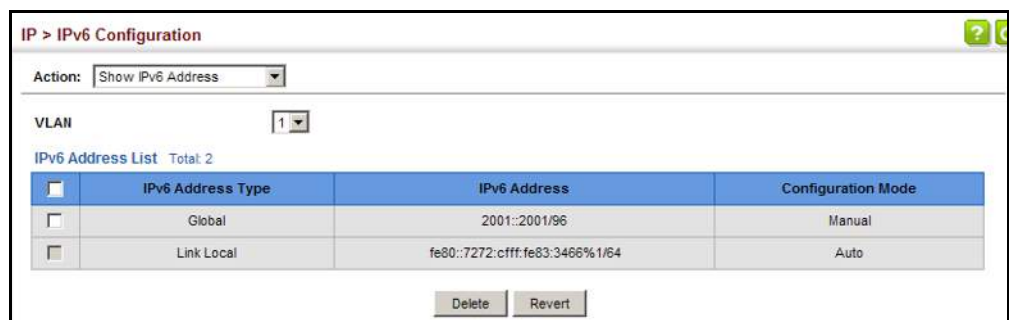 IP > IPv6 Configuration
?
Action: Show IPv6 Address
VLAN 1
IPv6 Address List Total: 2
IPv6 Address Type IPv6 Address Configuration Mode
Global 2001::2001/96 Manual
Link Local fe80::7272:cfff:fe83:3466%1/64 Auto
Delete Revert